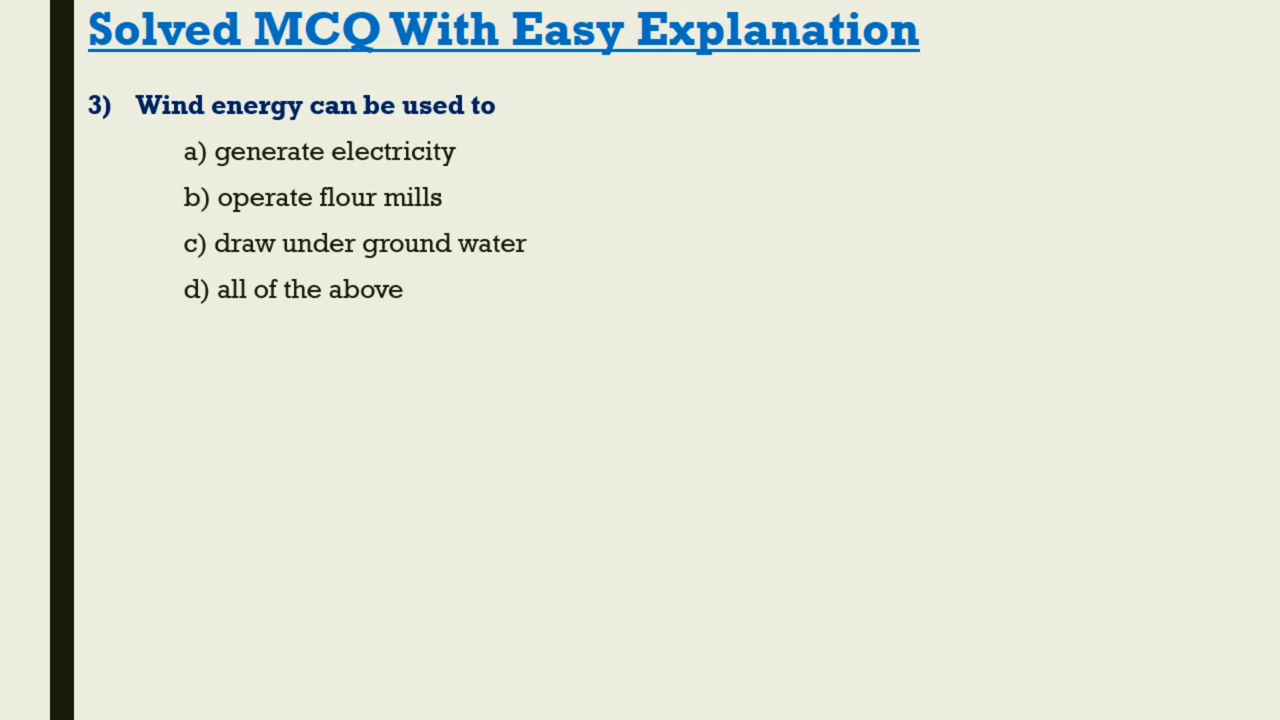 Solved MCQ With Easy Explanation
3) Wind energy can be used to
a) generate electricity
b) operate flour mills
c) draw under ground water
d) all of the above